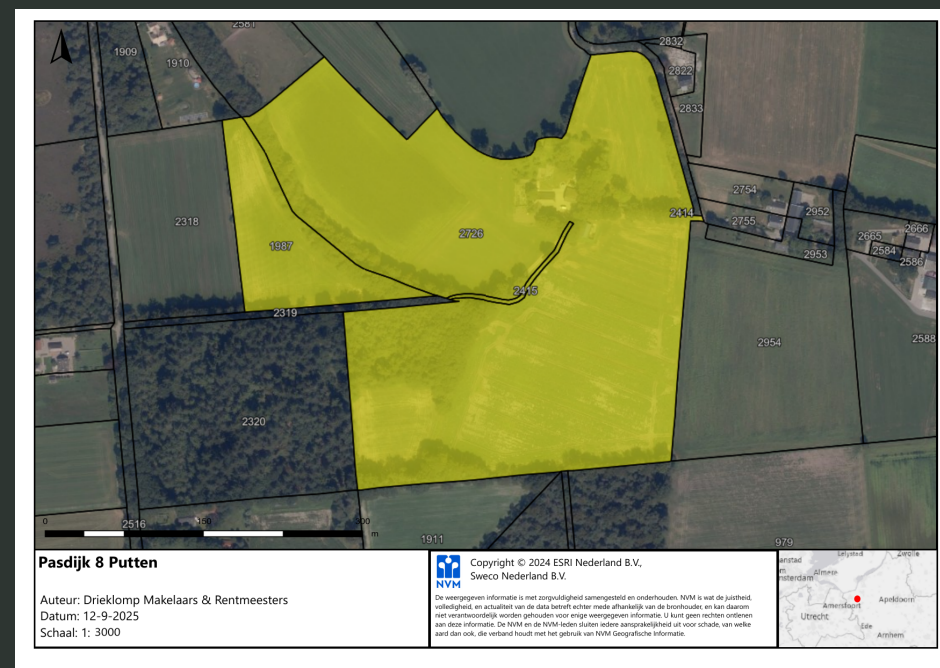 2581
1909
1910
2832
2822
2833
2318
1987
2726
2414
2754
2755
2952
2953
2665
2666
2584
2586
2319
2415
2954
2588
2320
0
150
m
2516
1911
979
Pasdijk 8 Putten
Auteur: Drieklomp Makelaars & Rentmeesters
Datum: 12-9-2025
Schaal: 1: 3000
NVM
Copyright © 2024 ESRI Nederland B.V.,
Sweco Nederland B.V.
De weergegeven informatie is met zorgvuldigheid samengesteld en onderhouden. NVM is wat de juistheid,
volledigheid, en actualiteit van de data betreft echter mede afhankelijk van de bronhouder, en kan daarom
niet verantwoordelijk worden gehouden voor enige weergegeven informatie. U kunt geen rechten ontlenen
aan deze informatie. De NVM en de NVM-leden sluiten iedere aansprakelijkheid uit voor schade, van welke
aard dan ook, die verband houdt met het gebruik van NVM Geografische Informatie.
Lelystad
Zwolle
aanstad
Almere
msterdam
Amersfoort
Apeldoorn
Utrecht
Ede
Arnhem